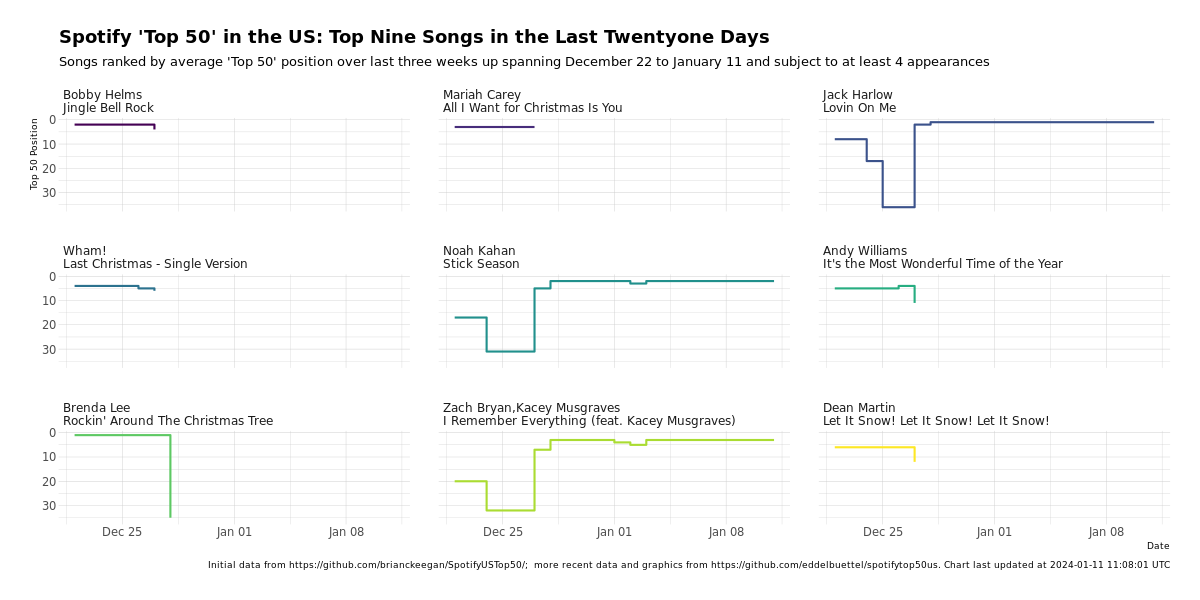 Spotify 'Top 50' in the US: Top Nine Songs in the Last Twentyone Days
Songs ranked by average 'Top 50' position over last three weeks up spanning December 22 to January 11 and subject to at least 4 appearances
Bobby Helms
Jingle Bell Rock
Mariah Carey
All I Want for Christmas Is You
Jack Harlow
Lovin On Me
Top 50 Position
0
10
20
30
Wham!
Last Christmas - Single Version
Noah Kahan
Stick Season
Andy Williams
It's the Most Wonderful Time of the Year
0
10
20
30
Brenda Lee
Rockin' Around The Christmas Tree
Zach Bryan,Kacey Musgraves
I Remember Everything (feat. Kacey Musgraves)
Dean Martin
Let It Snow! Let It Snow! Let It Snow!
0
10
20
30
Dec 25 Jan 01 Jan 08 Dec 25 Jan 01 Jan 08 Dec 25 Jan 01 Jan 08
Date
Initial data from https://github.com/brianckeegan/SpotifyUSTop50/;  more recent data and graphics from https://github.com/eddelbuettel/spotifytop50us. Chart last updated at 2024-01-11 11:08:01 UTC